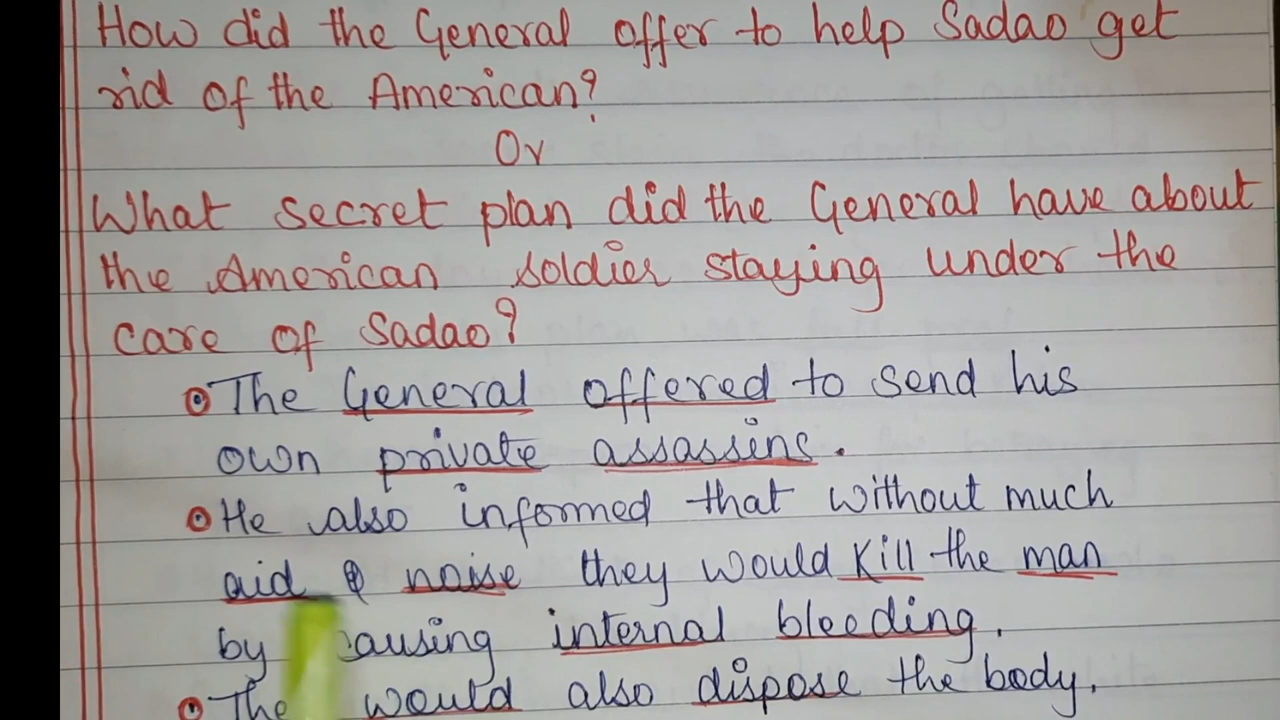 How did the General offer to help Sadao get
rid of the American?
Or
What secret plan did the General have about
the American soldier staying under the
care of Sadao?
The General offered to send his
own private assassins.
He also informed that without much
aid & noise they would kill the man
by causing internal bleeding.
The would also dispose the body.